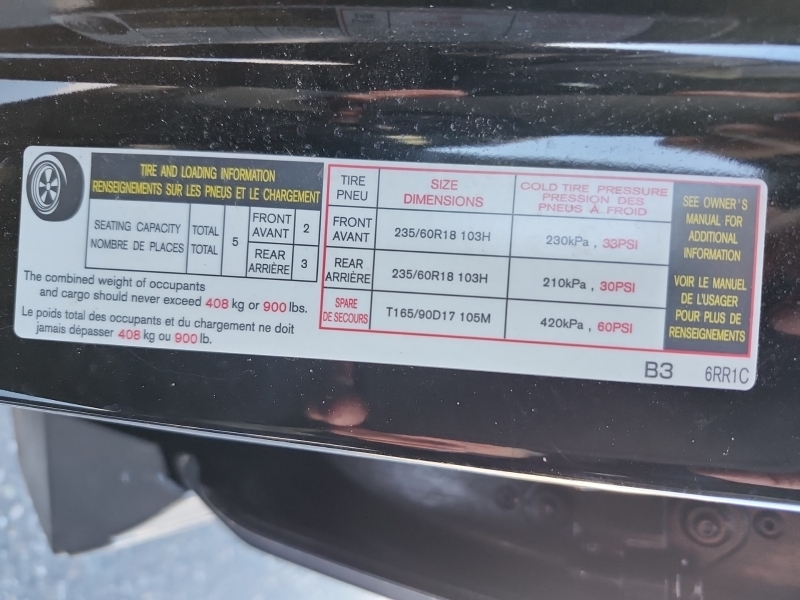 TIRE AND LOADING INFORMATION
RENSEIGNEMENTS SUR LES PNEUS ET LE CHARGEMENT
SEATING CAPACITY
NOMBRE DE PLACES
TOTAL
TOTAL
5
FRONT
AVANT
2
REAR
ARRIÈRE
3
The combined weight of occupants
and cargo should never exceed 408 kg or 900 lbs.
Le poids total des occupants et du chargement ne doit
jamais dépasser 408 kg ou 900 lb.
TIRE
PNEU
SIZE
DIMENSIONS
COLD TIRE PRESSURE
PRESSION DES
PNEUS À FROID
FRONT
AVANT
235/60R18 103H
230kPa , 33PSI
REAR
ARRIÈRE
235/60R18 103H
210kPa , 30PSI
SPARE
DE SECOURS
T165/90D17 105M
420kPa , 60PSI
SEE OWNER'S
MANUAL FOR
ADDITIONAL
INFORMATION
VOIR LE MANUEL
DE L'USAGER
POUR PLUS DE
RENSEIGNEMENTS
B3 6RR1C